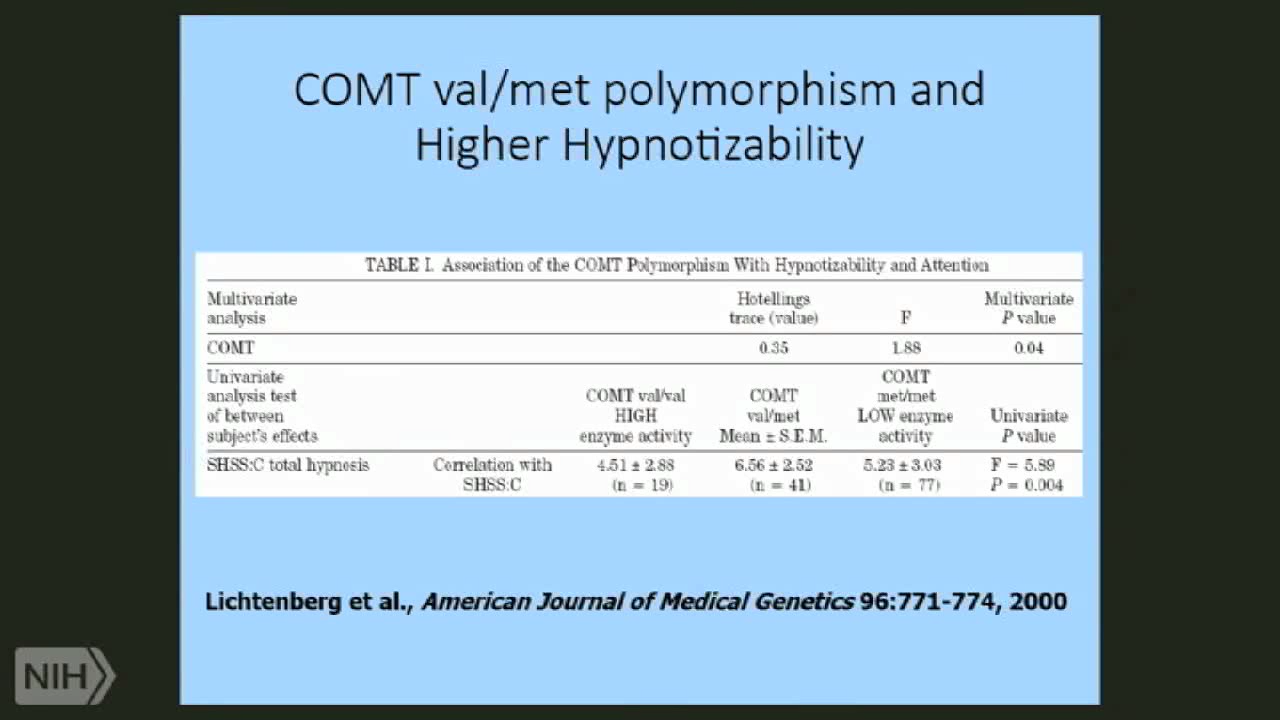 COMT val/met polymorphism and
Higher Hypnotizability
TABLE I. Association of the COMT Polymorphism With Hypnotizability and Attention
Multivariate analysis Hotellings trace (value) F Multivariate P value
COMT 0.35 1.88 0.04
Univariate analysis test of between subject's effects COMT val/val HIGH enzyme activity COMT val/met Mean ± S.E.M. COMT met/met LOW enzyme activity Univariate P value
SHSS:C total hypnosis Correlation with SHSS:C 4.51 ± 2.88 (n = 19) 6.56 ± 2.52 (n = 41) 5.23 ± 3.03 (n = 77) F = 5.89 P = 0.004
Lichtenberg et al., American Journal of Medical Genetics 96:771-774, 2000
NIH